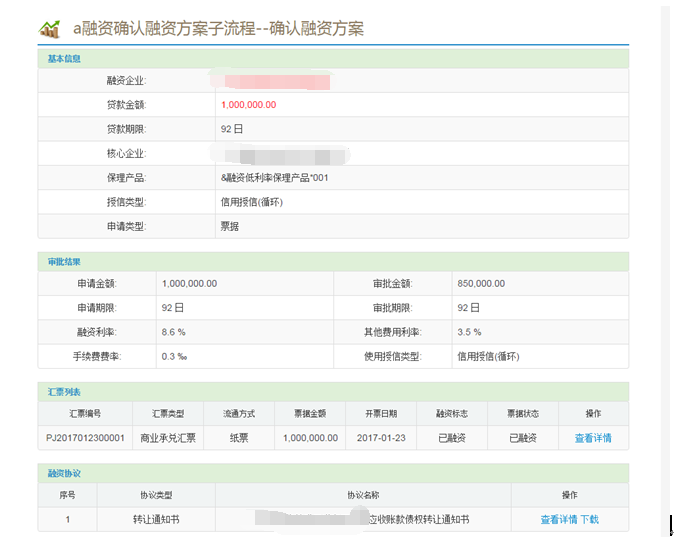 a融资确认融资方案子流程--确认融资方案
基本信息
融资企业:
贷款金额: 1,000,000.00
贷款期限: 92 日
核心企业:
保理产品: &融资低利率保理产品*001
授信类型: 信用授信(循环)
申请类型: 票据
审批结果
申请金额: 1,000,000.00 审批金额: 850,000.00
申请期限: 92 日 审批期限: 92 日
融资利率: 8.6 % 其他费用利率: 3.5 %
手续费费率: 0.3 ‰ 使用授信类型: 信用授信(循环)
汇票列表
汇票编号 汇票类型 流通方式 票据金额 开票日期 融资标志 票据状态 操作
PJ2017012300001 商业承兑汇票 纸票 1,000,000.00 2017-01-23 已融资 已融资 查看详情
融资协议
序号 协议类型 协议名称 操作
1 转让通知书 应收账款债权转让通知书 查看详情 下载